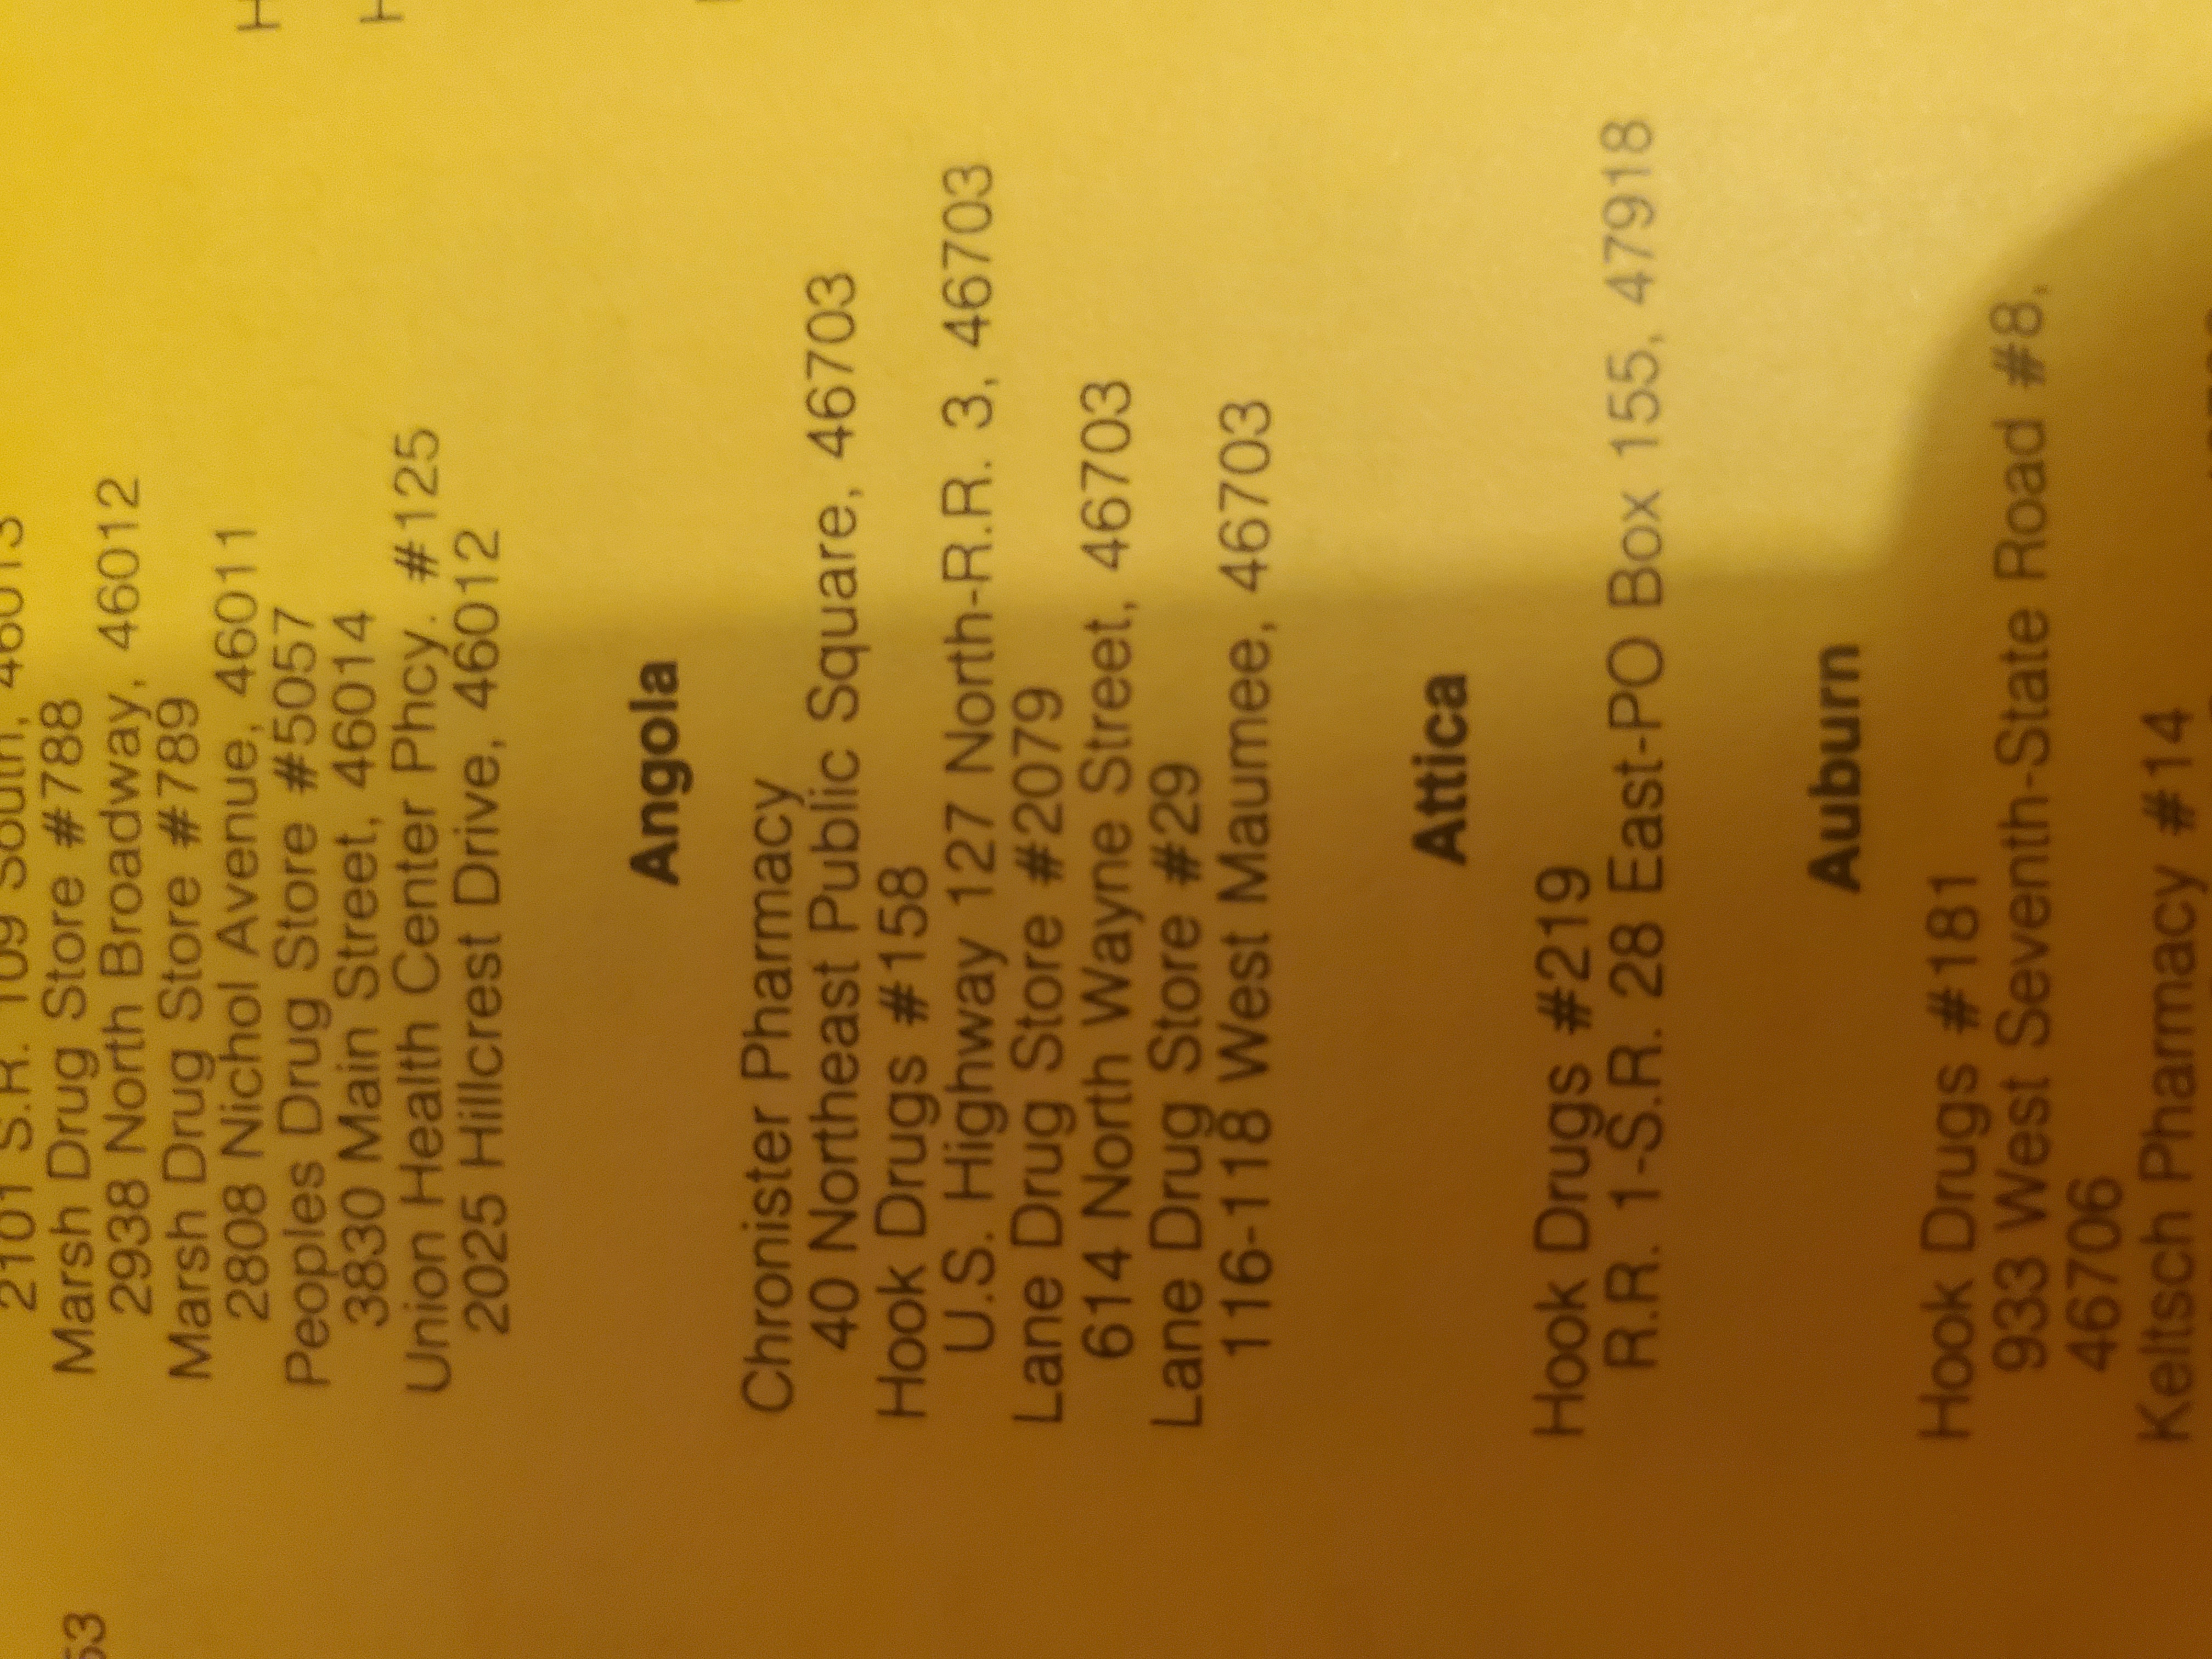 2101 S.R. 109 South, 46013
Marsh Drug Store #788
2938 North Broadway, 46012
Marsh Drug Store #789
2808 Nichol Avenue, 46011
Peoples Drug Store #5057
3830 Main Street, 46014
Union Health Center Phcy. #125
2025 Hillcrest Drive, 46012
Angola
Chronister Pharmacy
40 Northeast Public Square, 46703
Hook Drugs #158
U.S. Highway 127 North-R.R. 3, 46703
Lane Drug Store #2079
614 North Wayne Street, 46703
Lane Drug Store #29
116-118 West Maumee, 46703
Attica
Hook Drugs #219
R.R. 1-S.R. 28 East-PO Box 155, 47918
Auburn
Hook Drugs #181
933 West Seventh-State Road #8,
46706
Keltsch Pharmacy #14